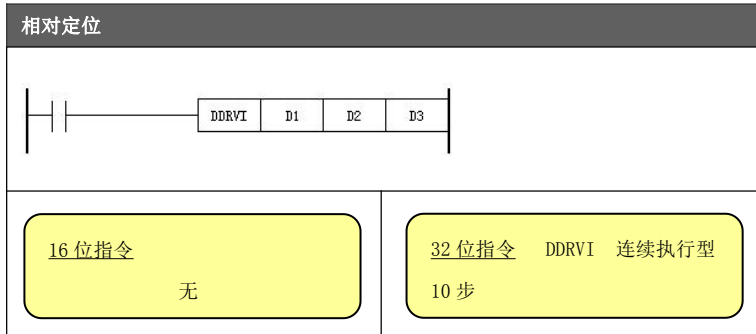 相对定位
DDRVI D1 D2 D3
16 位指令
无
32 位指令 DDRVI 连续执行型
10 步